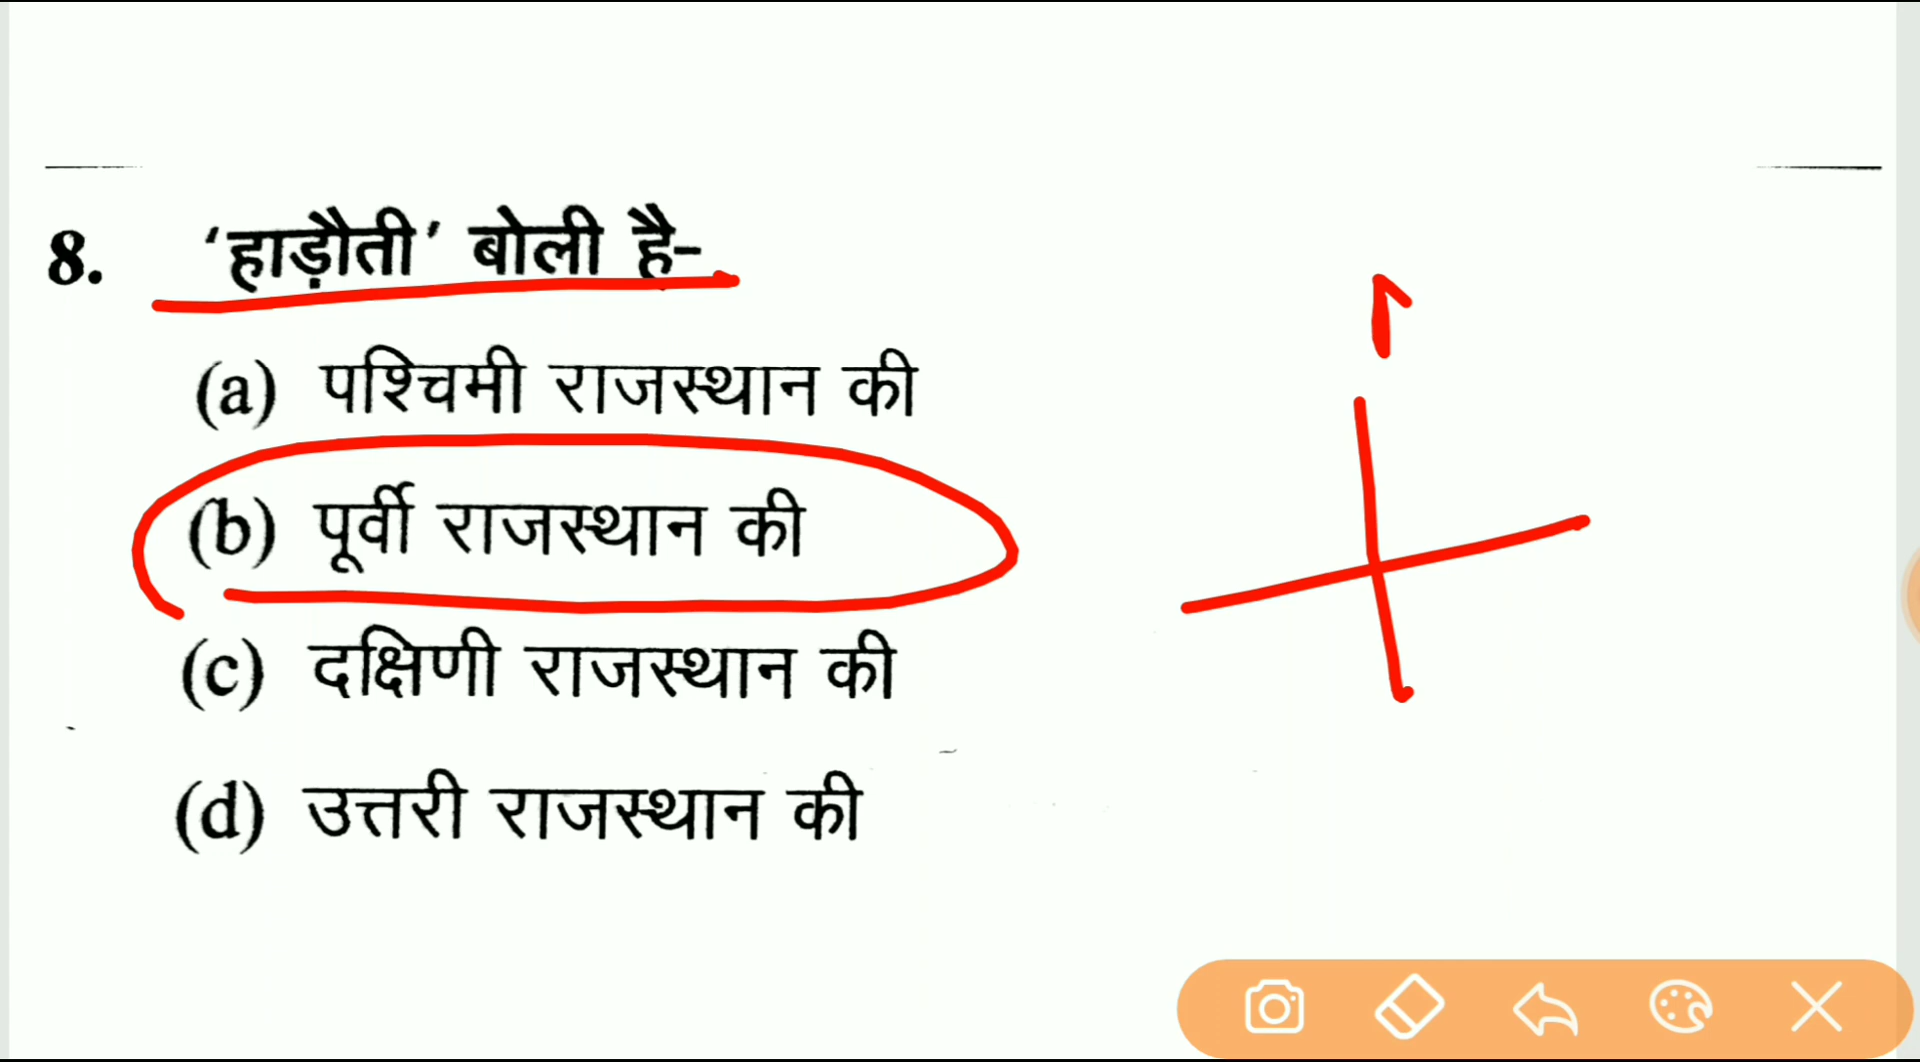 8. ‘हाड़ौती’ बोली है-
(a) पश्चिमी राजस्थान की
(b) पूर्वी राजस्थान की
(c) दक्षिणी राजस्थान की
(d) उत्तरी राजस्थान की